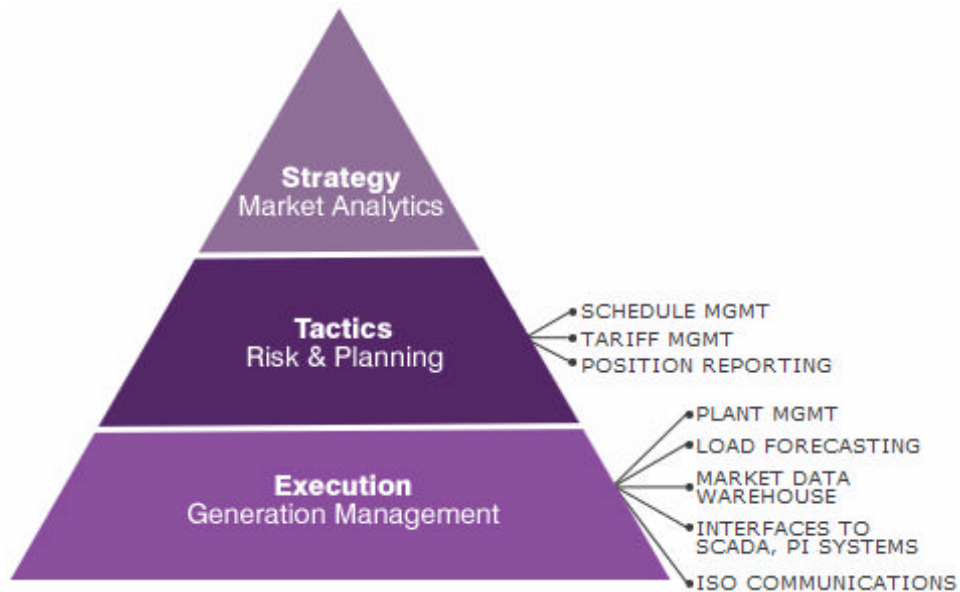 Strategy
Market Analytics
Tactics
Risk & Planning
SCHEDULE MGMT
TARIFF MGMT
POSITION REPORTING
Execution
Generation Management
PLANT MGMT
LOAD FORECASTING
MARKET DATA
WAREHOUSE
INTERFACES TO
SCADA, PI SYSTEMS
ISO COMMUNICATIONS